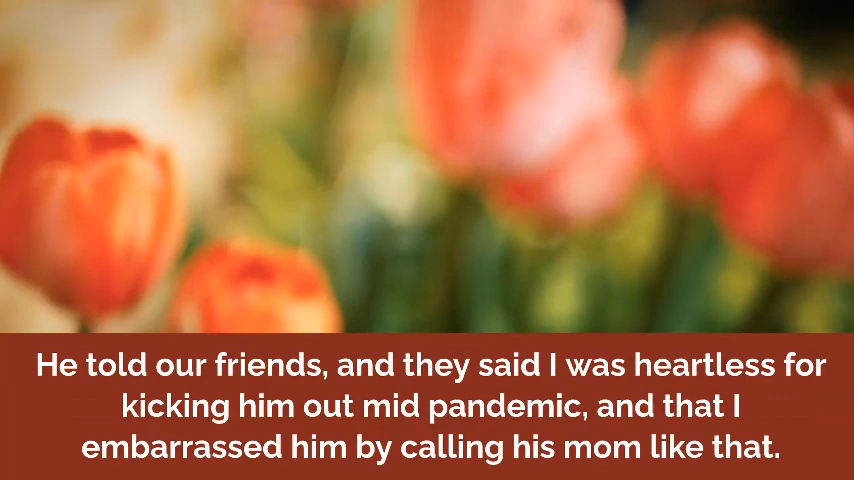 He told our friends, and they said I was heartless for
kicking him out mid pandemic, and that I
embarrassed him by calling his mom like that.